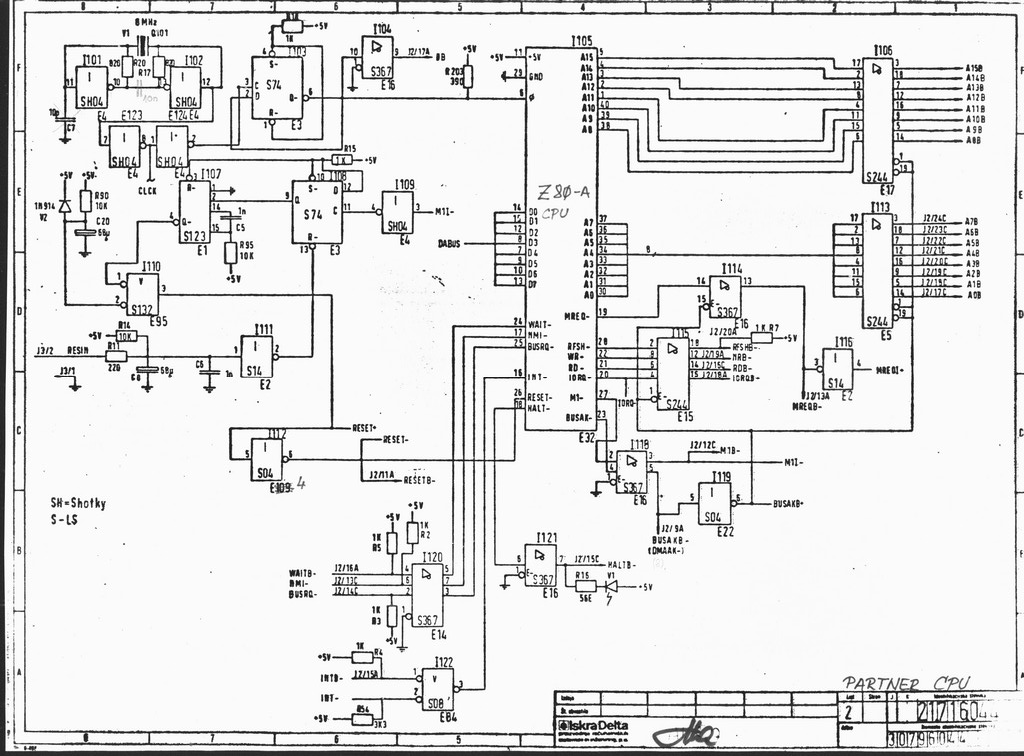 8 7 6 5 4 3 2 1
V1 8 MHz Q101
I101 R20 R17 I102
SH04 SH04
E4 E4
10n C7
E123 E124
SH04 SH04
E4 E4
CLCK
1K +5V
I103
S-
S74
C
D
Q-
R-
E3
I104
S367
E16
J2/17A ØB
+5V
R203
390
I105
+5V
GND
Ø
A15
A14
A13
A12
A11
A10
A9
A8
I106
S244
E17
A15B
A14B
A13B
A12B
A11B
A10B
A9B
A8B
+5V
1N914
V2
R90
10K
C20
68µ
I107
R-
Q-
S123
E1
1n
C5
R95
10K
+5V
R15
1K +5V
I108
S-
D
Q
S74
C
R-
E3
I109
SH04
E4
M1I-
DABUS
Z80-A
CPU
D0
D1
D2
D3
D4
D5
D6
D7
A7
A6
A5
A4
A3
A2
A1
A0
8
I113
S244
E5
J2/24C A7B
J2/23C A6B
J2/22C A5B
J2/21C A4B
J2/20C A3B
J2/19C A2B
J2/18C A1B
J2/17C A0B
I110
V
S132
E95
+5V R14
10K
J3/2 RESIN R11
220
68µ
C6
1n
J3/1
I111
S14
E2
MREQ-
I114
S367
E16
J2/20A
1K R7
+5V
WAIT-
NMI-
BUSRQ-
INT-
RESET-
HALT-
RFSH-
WR-
RD-
IORQ-
M1-
BUSAK-
E32
I115
E-
S244
E15
RFSHB-
J2/19A WRB-
J2/15C RDB-
J2/18A IORQB-
IORQ-
I116
S14
E2
MREQI-
J2/13A
MREQB-
I112
S04
E109
4
RESET+
RESET-
J2/11A
RESETB-
I118
E-
S367
E16
J2/12C
M1B-
M1I-
I119
S04
E22
BUSAKB+
J2/9A
BUSAKB-
(DMAAK-)
SH=Shotky
S-LS
+5V
1K
R5
+5V
1K
R2
I120
WAITB- J2/16A
NMI- J2/13C
BUSRQ- J2/14C
1K
R3
+5V
S367
E14
I121
E-
S367
E16
J2/15C HALTB-
R16
56E
V1
+5V
1K
+5V R4
INTB- J2/15A
INT-
R54
+5V 3K3
I122
V
S08
E84
PARTNER CPU
IskraDelta
2
21716044
30796044